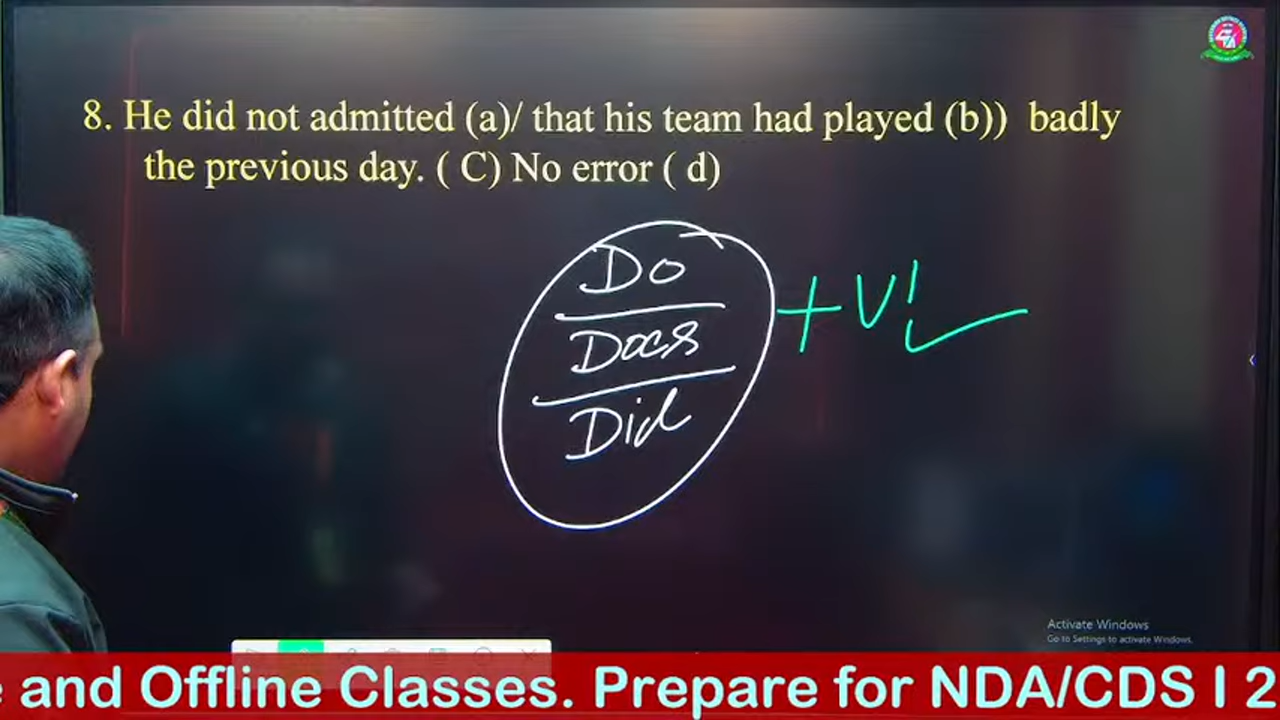 8. He did not admitted (a)/ that his team had played (b)) badly
the previous day. ( C) No error ( d)
Do
Does
Did
+ V1
Activate Windows
Go to Settings to activate Windows.
and Offline Classes. Prepare for NDA/CDS I 2